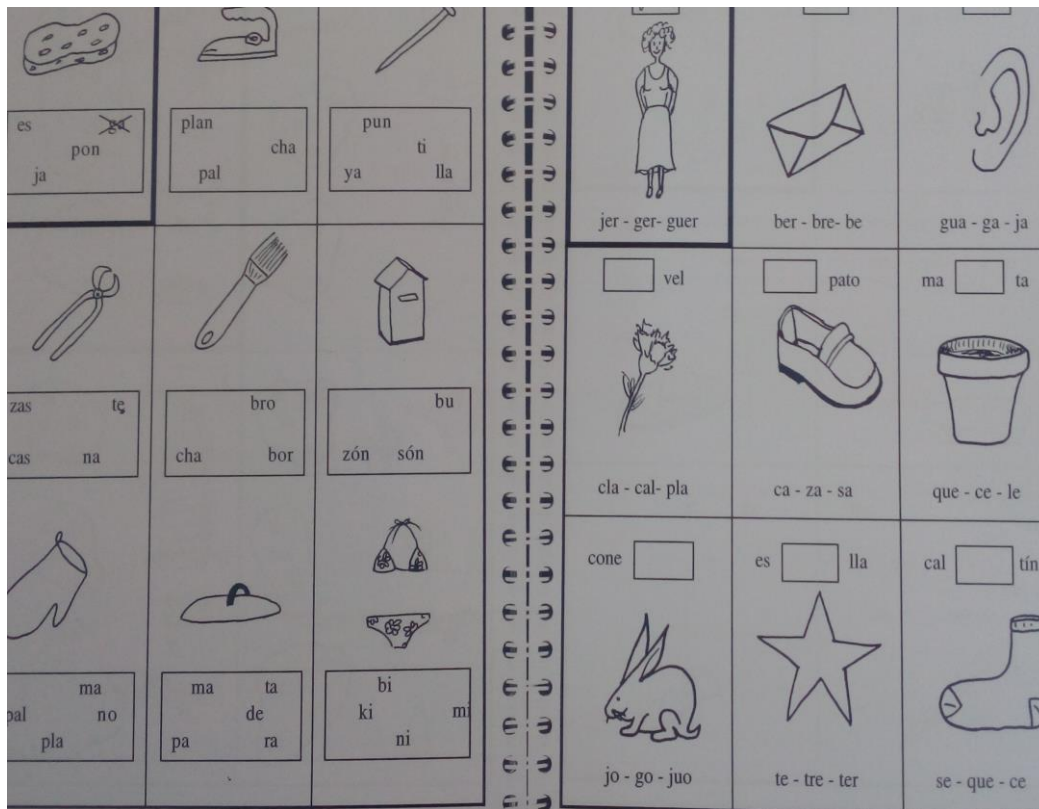 es ga
pon
ja
plan
cha
pal
pun
ti
ya lla
zas te
cas na
bro
cha bor
bu
zón són
ma
no
pla
ma ta
de
pa ra
bi
ki mi
ni
jer - ger- guer
ber - bre- be
gua - ga - ja
vel
pato
ma ta
cla - cal- pla
ca - za - sa
que - ce - le
cone
es lla
cal tín
jo - go - juo
te - tre - ter
se - que - ce